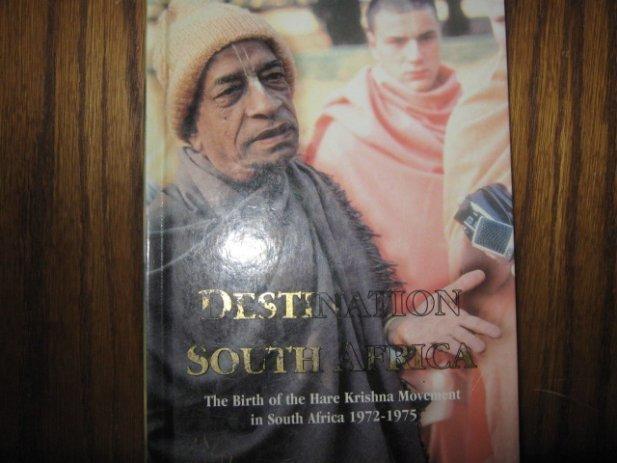 DESTINATION
SOUTH AFRICA
The Birth of the Hare Krishna Movement
in South Africa 1972-1975